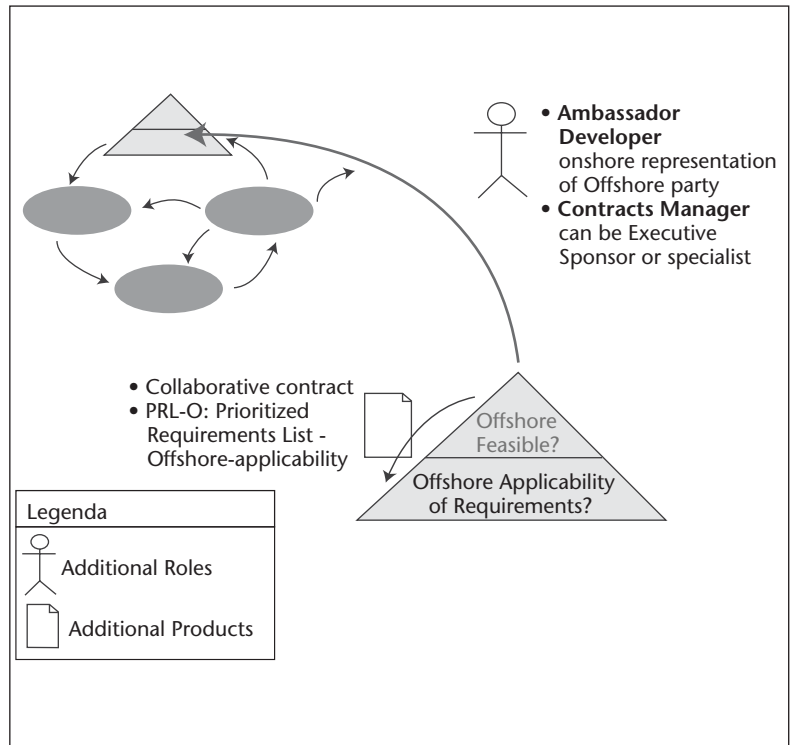 • Ambassador
Developer
onshore representation
of Offshore party
• Contracts Manager
can be Executive
Sponsor or specialist
• Collaborative contract
• PRL-O: Prioritized
Requirements List -
Offshore-applicability
Offshore
Feasible?
Offshore Applicability
of Requirements?
Legenda
Additional Roles
Additional Products